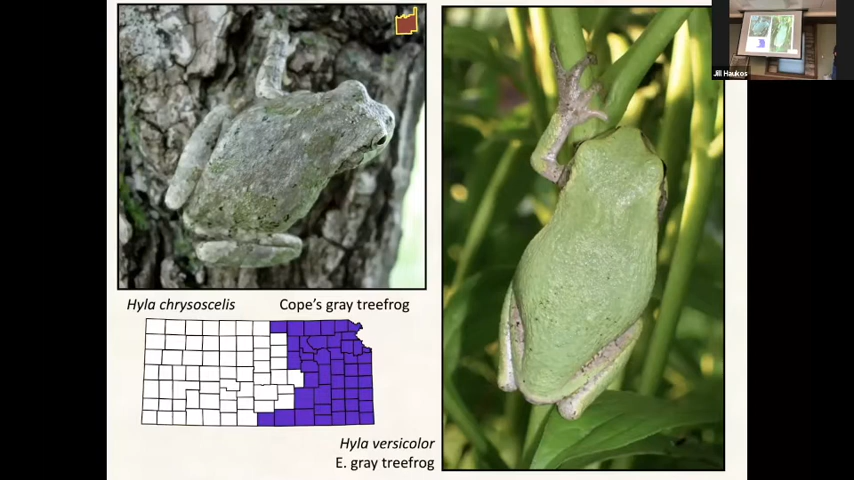 Jill Haukos
Hyla chrysoscelis Cope's gray treefrog
Hyla versicolor
E. gray treefrog